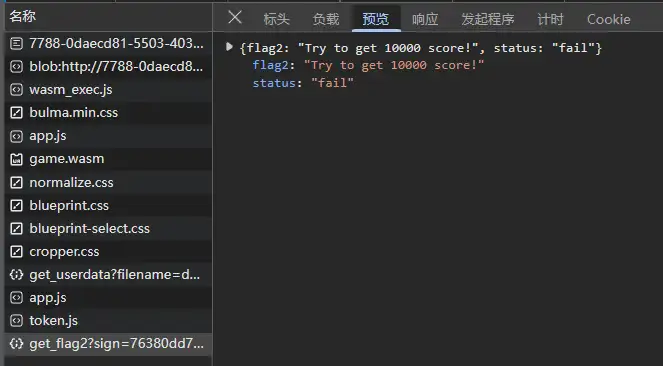 名称
7788-0daecd81-5503-403...
blob:http://7788-0daecd8...
wasm_exec.js
bulma.min.css
app.js
game.wasm
normalize.css
blueprint.css
blueprint-select.css
cropper.css
get_userdata?filename=d...
app.js
token.js
get_flag2?sign=76380dd7...
标头 负载 预览 响应 发起程序 计时 Cookie
{flag2: "Try to get 10000 score!", status: "fail"}
flag2: "Try to get 10000 score!"
status: "fail"